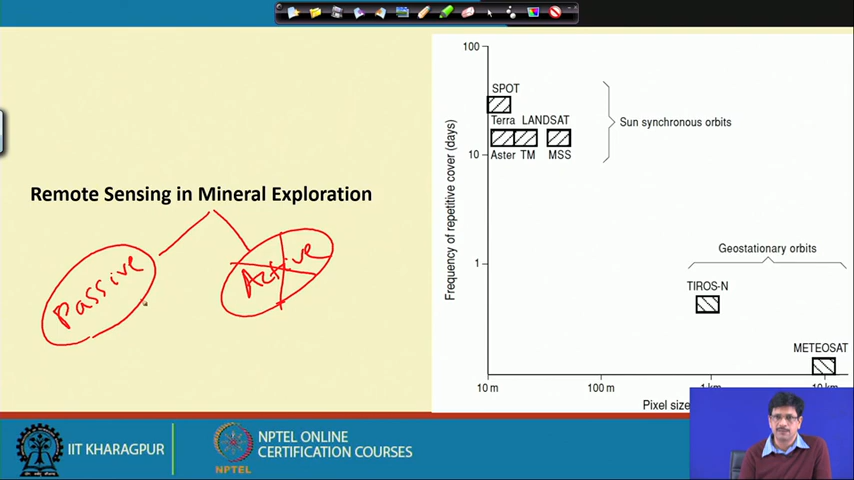 Remote Sensing in Mineral Exploration
Passive
Active
100
10
1
Frequency of repetitive cover (days)
SPOT
Terra LANDSAT
Aster TM MSS
Sun synchronous orbits
Geostationary orbits
TIROS-N
METEOSAT
10 m 100 m 1 km 10 km
Pixel size
IIT KHARAGPUR
NPTEL
NPTEL ONLINE
CERTIFICATION COURSES